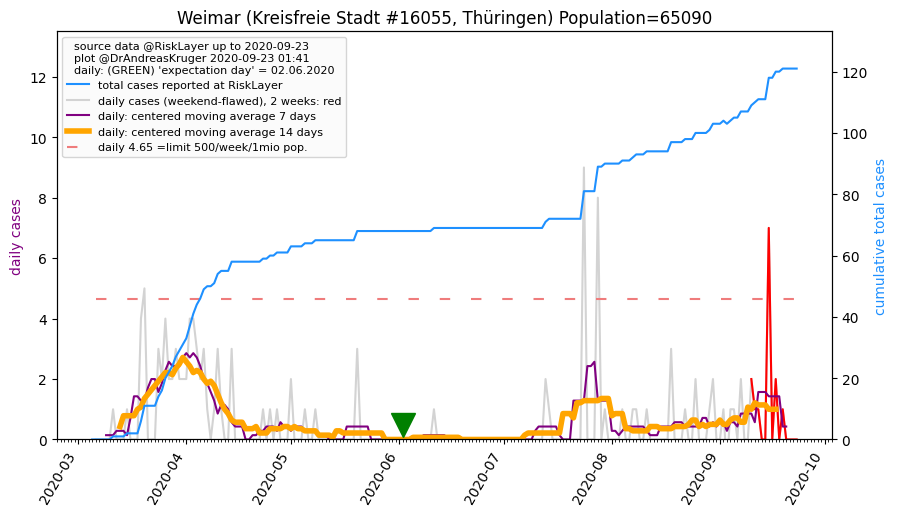 Weimar (Kreisfreie Stadt #16055, Thüringen) Population=65090
source data @RiskLayer up to 2020-09-23
plot @DrAndreasKruger 2020-09-23 01:41
daily: (GREEN) 'expectation day' = 02.06.2020
total cases reported at RiskLayer
daily cases (weekend-flawed), 2 weeks: red
daily: centered moving average 7 days
daily: centered moving average 14 days
daily 4.65 =limit 500/week/1mio pop.
daily cases
12
10
8
6
4
2
0
120
100
80
60
40
20
0
cumulative total cases
2020-03
2020-04
2020-05
2020-06
2020-07
2020-08
2020-09
2020-10